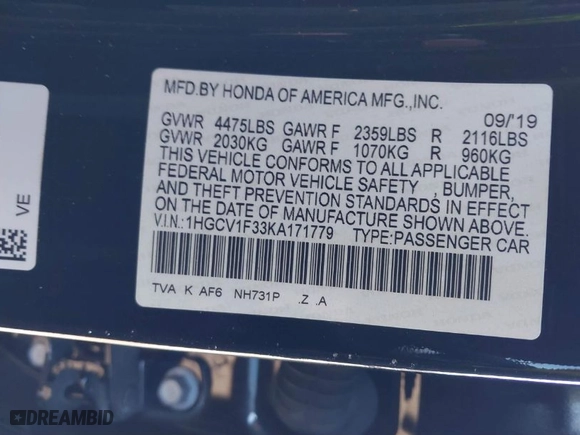 MFD.BY HONDA OF AMERICA MFG.,INC.
09/'19
GVWR 4475LBS GAWR F 2359LBS R 2116LBS
GVWR 2030KG GAWR F 1070KG R 960KG
THIS VEHICLE CONFORMS TO ALL APPLICABLE
FEDERAL MOTOR VEHICLE SAFETY , BUMPER,
AND THEFT PREVENTION STANDARDS IN EFFECT
ON THE DATE OF MANUFACTURE SHOWN ABOVE.
V.I.N.:1HGCV1F33KA171779 TYPE:PASSENGER CAR
TVA K AF6 NH731P .Z .A
VE
DREAMBID